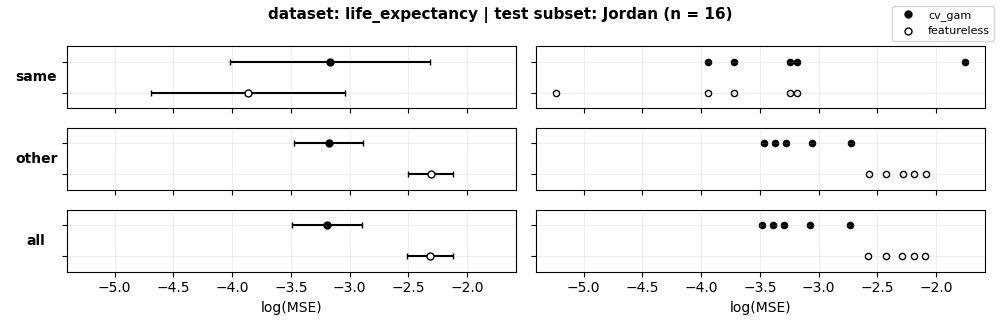 dataset: life_expectancy | test subset: Jordan (n = 16)
cv_gam
featureless
same
other
all
−5.0 −4.5 −4.0 −3.5 −3.0 −2.5 −2.0
−5.0 −4.5 −4.0 −3.5 −3.0 −2.5 −2.0
log(MSE)
log(MSE)